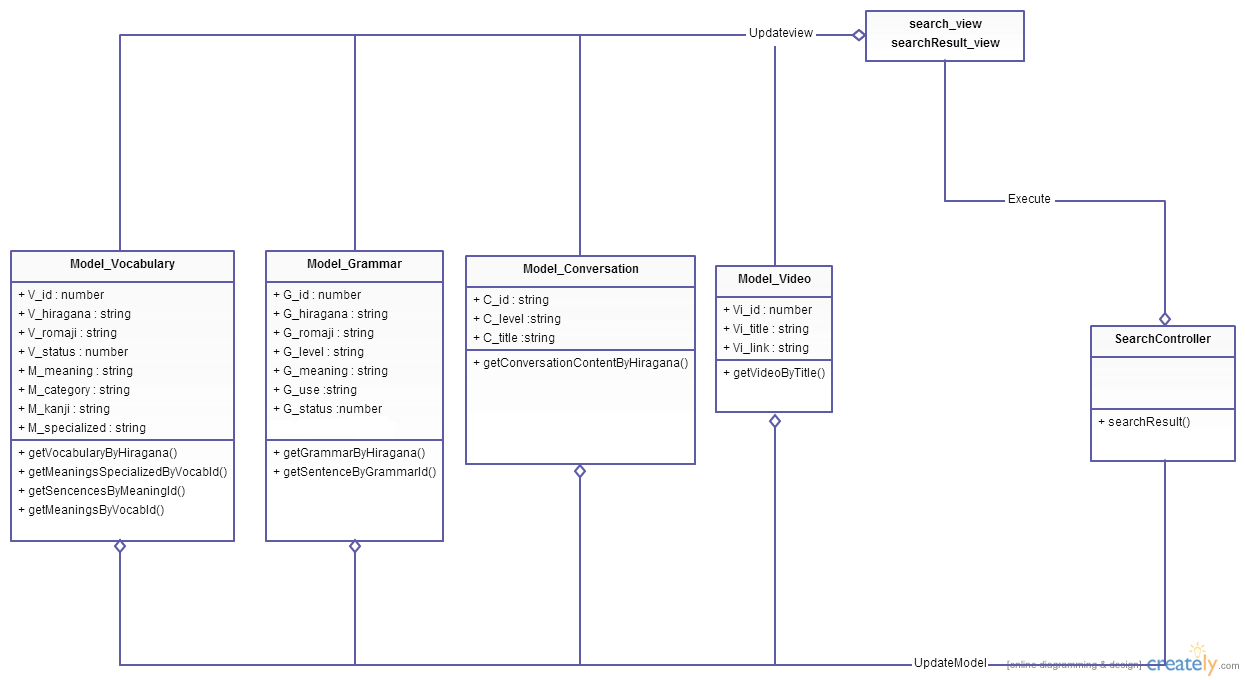 Updateview
search_view
searchResult_view
Execute
Model_Vocabulary
+ V_id : number
+ V_hiragana : string
+ V_romaji : string
+ V_status : number
+ M_meaning : string
+ M_category : string
+ M_kanji : string
+ M_specialized : string
+ getVocabularyByHiragana()
+ getMeaningsSpecializedByVocabId()
+ getSencencesByMeaningId()
+ getMeaningsByVocabId()
Model_Grammar
+ G_id : number
+ G_hiragana : string
+ G_romaji : string
+ G_level : string
+ G_meaning : string
+ G_use :string
+ G_status :number
+ getGrammarByHiragana()
+ getSentenceByGrammarId()
Model_Conversation
+ C_id : string
+ C_level :string
+ C_title :string
+ getConversationContentByHiragana()
Model_Video
+ Vi_id : number
+ Vi_title : string
+ Vi_link : string
+ getVideoByTitle()
SearchController
+ searchResult()
UpdateModel
[online diagramming & design]
creately.com